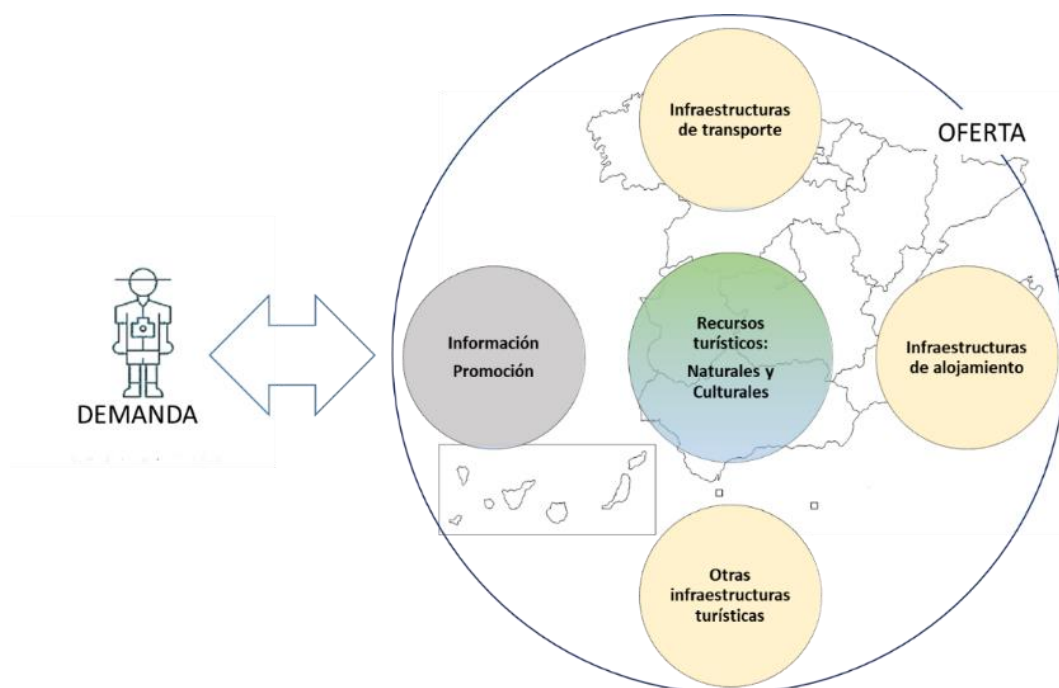 Infraestructuras
de transporte
OFERTA
Información
Promoción
Recursos
turísticos:
Naturales y
Culturales
Infraestructuras
de alojamiento
DEMANDA
Otras
infraestructuras
turísticas